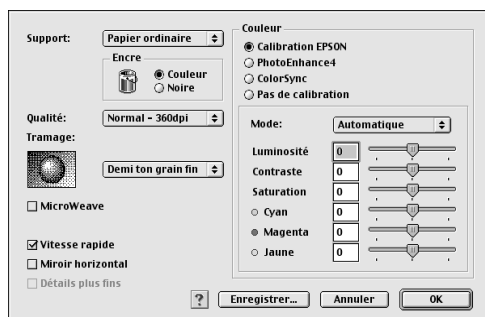 Support: Papier ordinaire
Encre
Couleur
Noire
Qualité: Normal - 360dpi
Tramage:
Demi ton grain fin
MicroWeave
Vitesse rapide
Miroir horizontal
Détails plus fins
Couleur
Calibration EPSON
PhotoEnhance4
ColorSync
Pas de calibration
Mode: Automatique
Luminosité 0
Contraste 0
Saturation 0
Cyan 0
Magenta 0
Jaune 0
? Enregistrer... Annuler OK